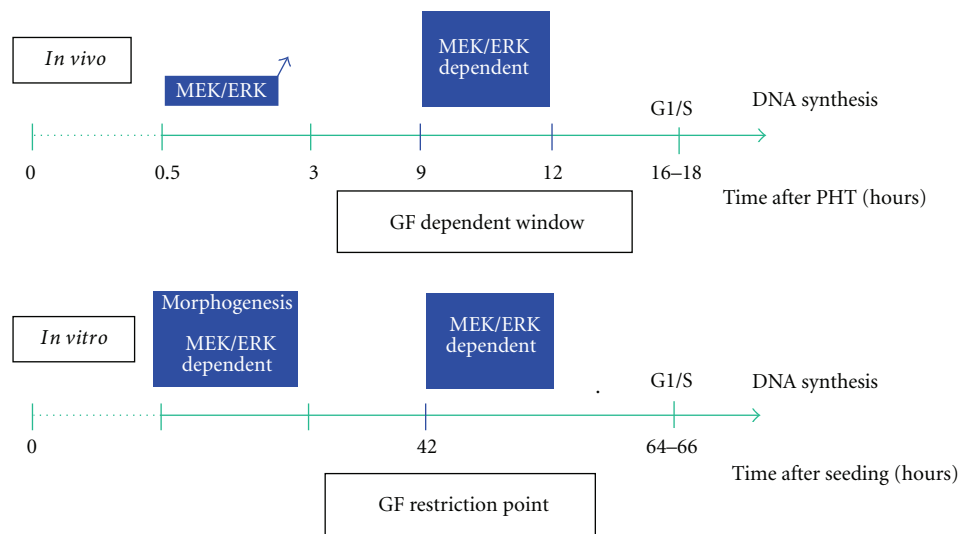 In vivo
MEK/ERK
MEK/ERK
dependent
G1/S
DNA synthesis
0
0.5
3
9
12
16–18
Time after PHT (hours)
GF dependent window
In vitro
Morphogenesis
MEK/ERK
dependent
MEK/ERK
dependent
G1/S
DNA synthesis
0
42
64–66
Time after seeding (hours)
GF restriction point